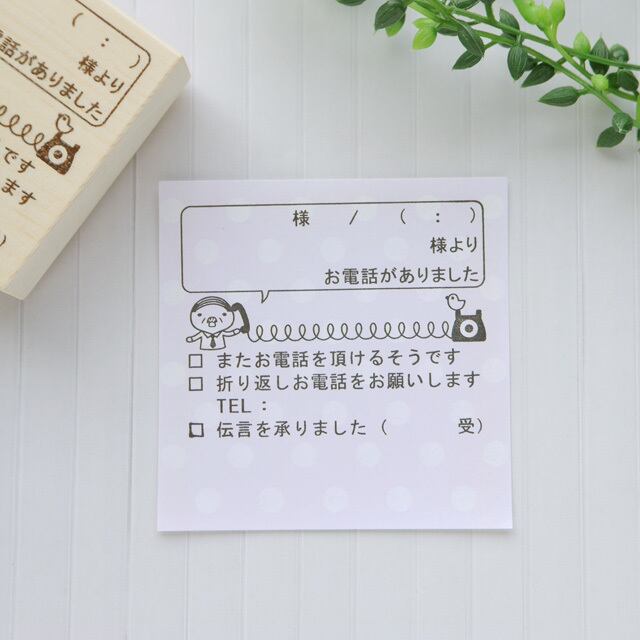 ( : )
様より
電話がありました
です
ます
)
様 / ( : )
様より
お電話がありました
□ またお電話を頂けるそうです
□ 折り返しお電話をお願いします
TEL :
□ 伝言を承りました ( 受)